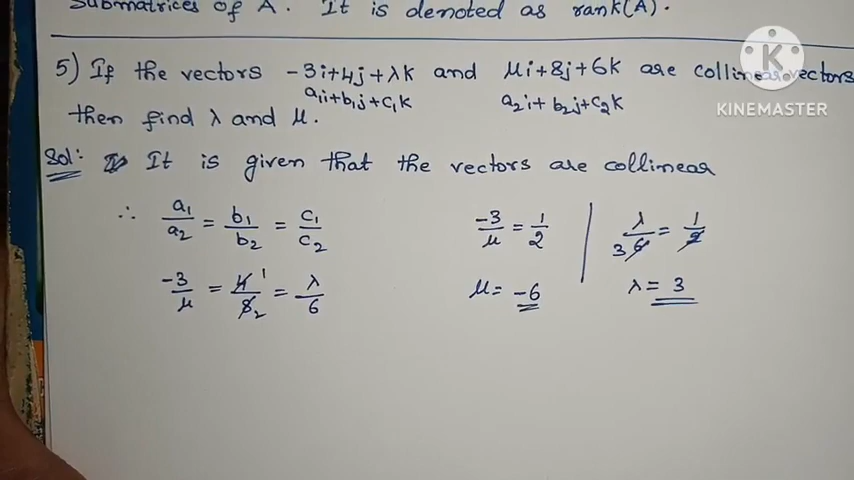 submatrices of A. It is denoted as rank(A).
5) If the vectors -3i+4j+λk and μi+8j+6k are collinear vectors
a₁i+b₁j+c₁k a₂i+b₂j+c₂k
then find λ and μ.
Sol: It is given that the vectors are collinear
∴ a₁/a₂ = b₁/b₂ = c₁/c₂
-3/μ = 4 1/8 2 = λ/6
-3/μ = 1/2
μ = -6
λ/3 6 = 1/2
λ = 3
KINEMASTER